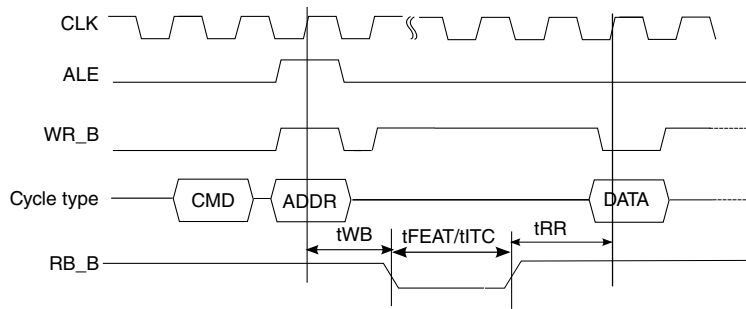 CLK
ALE
WR_B
Cycle type CMD ADDR DATA
tWB tFEAT/tITC tRR
RB_B